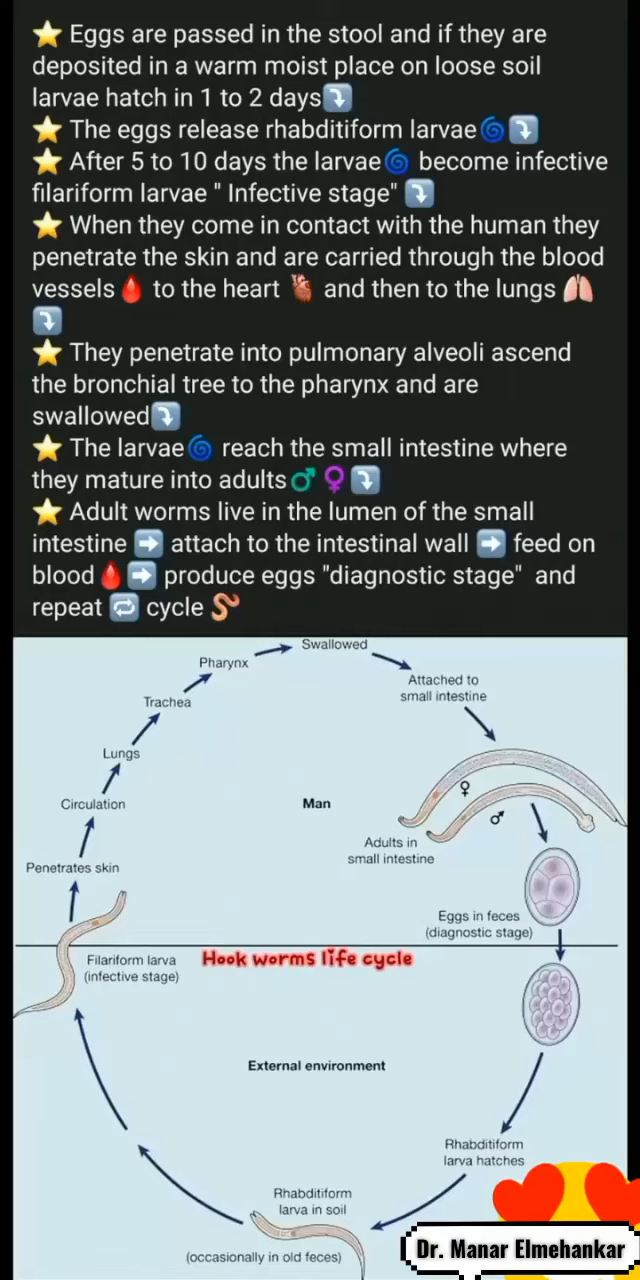 ⭐ Eggs are passed in the stool and if they are
deposited in a warm moist place on loose soil
larvae hatch in 1 to 2 days⤵️
⭐ The eggs release rhabditiform larvae🌀⤵️
⭐ After 5 to 10 days the larvae🌀 become infective
filariform larvae " Infective stage" ⤵️
⭐ When they come in contact with the human they
penetrate the skin and are carried through the blood
vessels🩸 to the heart 🫀 and then to the lungs 🫁
⤵️
⭐ They penetrate into pulmonary alveoli ascend
the bronchial tree to the pharynx and are
swallowed⤵️
⭐ The larvae🌀 reach the small intestine where
they mature into adults♂️♀️⤵️
⭐ Adult worms live in the lumen of the small
intestine ➡️ attach to the intestinal wall ➡️ feed on
blood🩸➡️ produce eggs "diagnostic stage" and
repeat 🔁 cycle 🪱
Swallowed
Pharynx
Attached to
small intestine
Trachea
Lungs
Circulation
Man
♀
♂
Adults in
small intestine
Penetrates skin
Eggs in feces
(diagnostic stage)
Filariform larva
(infective stage)
Hook worms life cycle
External environment
Rhabditiform
larva hatches
Rhabditiform
larva in soil
(occasionally in old feces)
Dr. Manar Elmehankar